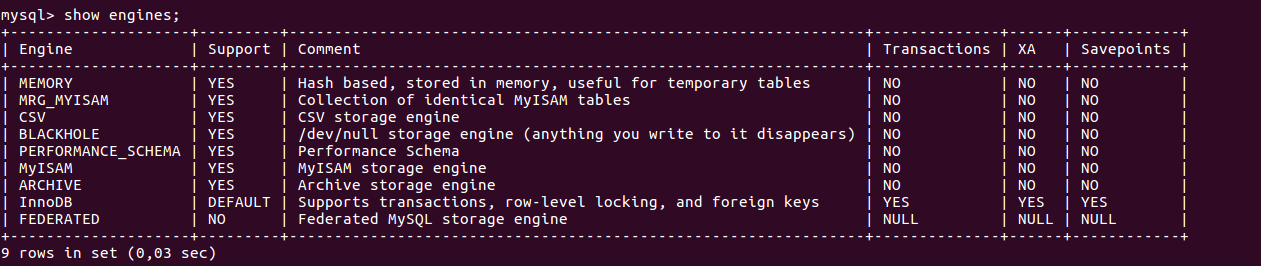 mysql> show engines;
+--------------------+---------+----------------------------------------------------------------+--------------+------+------------+
| Engine             | Support | Comment                                                        | Transactions | XA   | Savepoints |
+--------------------+---------+----------------------------------------------------------------+--------------+------+------------+
| MEMORY             | YES     | Hash based, stored in memory, useful for temporary tables      | NO           | NO   | NO         |
| MRG_MYISAM         | YES     | Collection of identical MyISAM tables                          | NO           | NO   | NO         |
| CSV                | YES     | CSV storage engine                                             | NO           | NO   | NO         |
| BLACKHOLE          | YES     | /dev/null storage engine (anything you write to it disappears) | NO           | NO   | NO         |
| PERFORMANCE_SCHEMA | YES     | Performance Schema                                             | NO           | NO   | NO         |
| MyISAM             | YES     | MyISAM storage engine                                          | NO           | NO   | NO         |
| ARCHIVE            | YES     | Archive storage engine                                         | NO           | NO   | NO         |
| InnoDB             | DEFAULT | Supports transactions, row-level locking, and foreign keys     | YES          | YES  | YES        |
| FEDERATED          | NO      | Federated MySQL storage engine                                 | NULL         | NULL | NULL       |
+--------------------+---------+----------------------------------------------------------------+--------------+------+------------+
9 rows in set (0,03 sec)